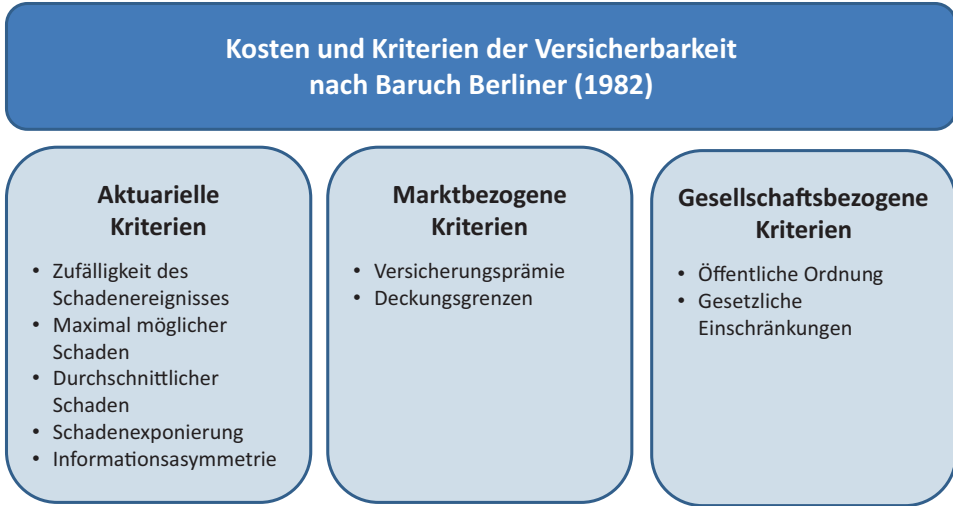 Kosten und Kriterien der Versicherbarkeit
nach Baruch Berliner (1982)
Aktuarielle
Kriterien
• Zufälligkeit des
Schadenereignisses
• Maximal möglicher
Schaden
• Durchschnittlicher
Schaden
• Schadenexponierung
• Informationsasymmetrie
Marktbezogene
Kriterien
• Versicherungsprämie
• Deckungsgrenzen
Gesellschaftsbezogene
Kriterien
• Öffentliche Ordnung
• Gesetzliche
Einschränkungen